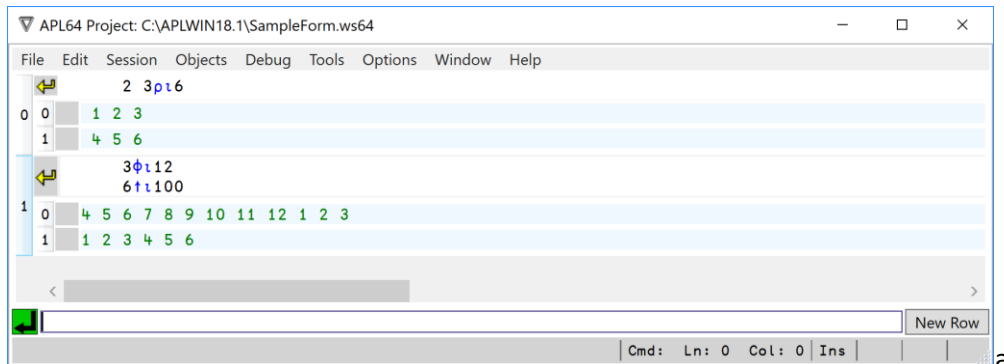 APL64 Project: C:\APLWIN18.1\SampleForm.ws64
File Edit Session Objects Debug Tools Options Window Help
2 3⍴⍳6
0 0 1 2 3
1 4 5 6
3⌽⍳12
6↑⍳100
1 0 4 5 6 7 8 9 10 11 12 1 2 3
1 1 2 3 4 5 6
New Row
Cmd: Ln: 0 Col: 0 Ins
a